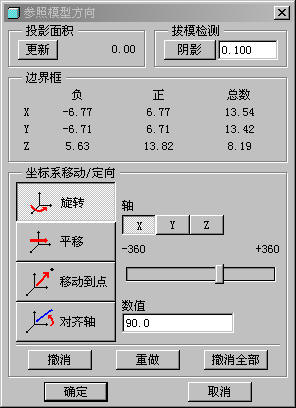 参照模型方向
投影面积 拔模检测
更新 0.00 阴影 0.100
边界框
负 正 总数
X -6.77 6.77 13.54
Y -6.71 6.71 13.42
Z 5.63 13.82 8.19
坐标系移动/定向
旋转
平移
移动到点
对齐轴
轴
X Y Z
-360 +360
数值
90.0
撤消 重做 撤消全部
确定 取消